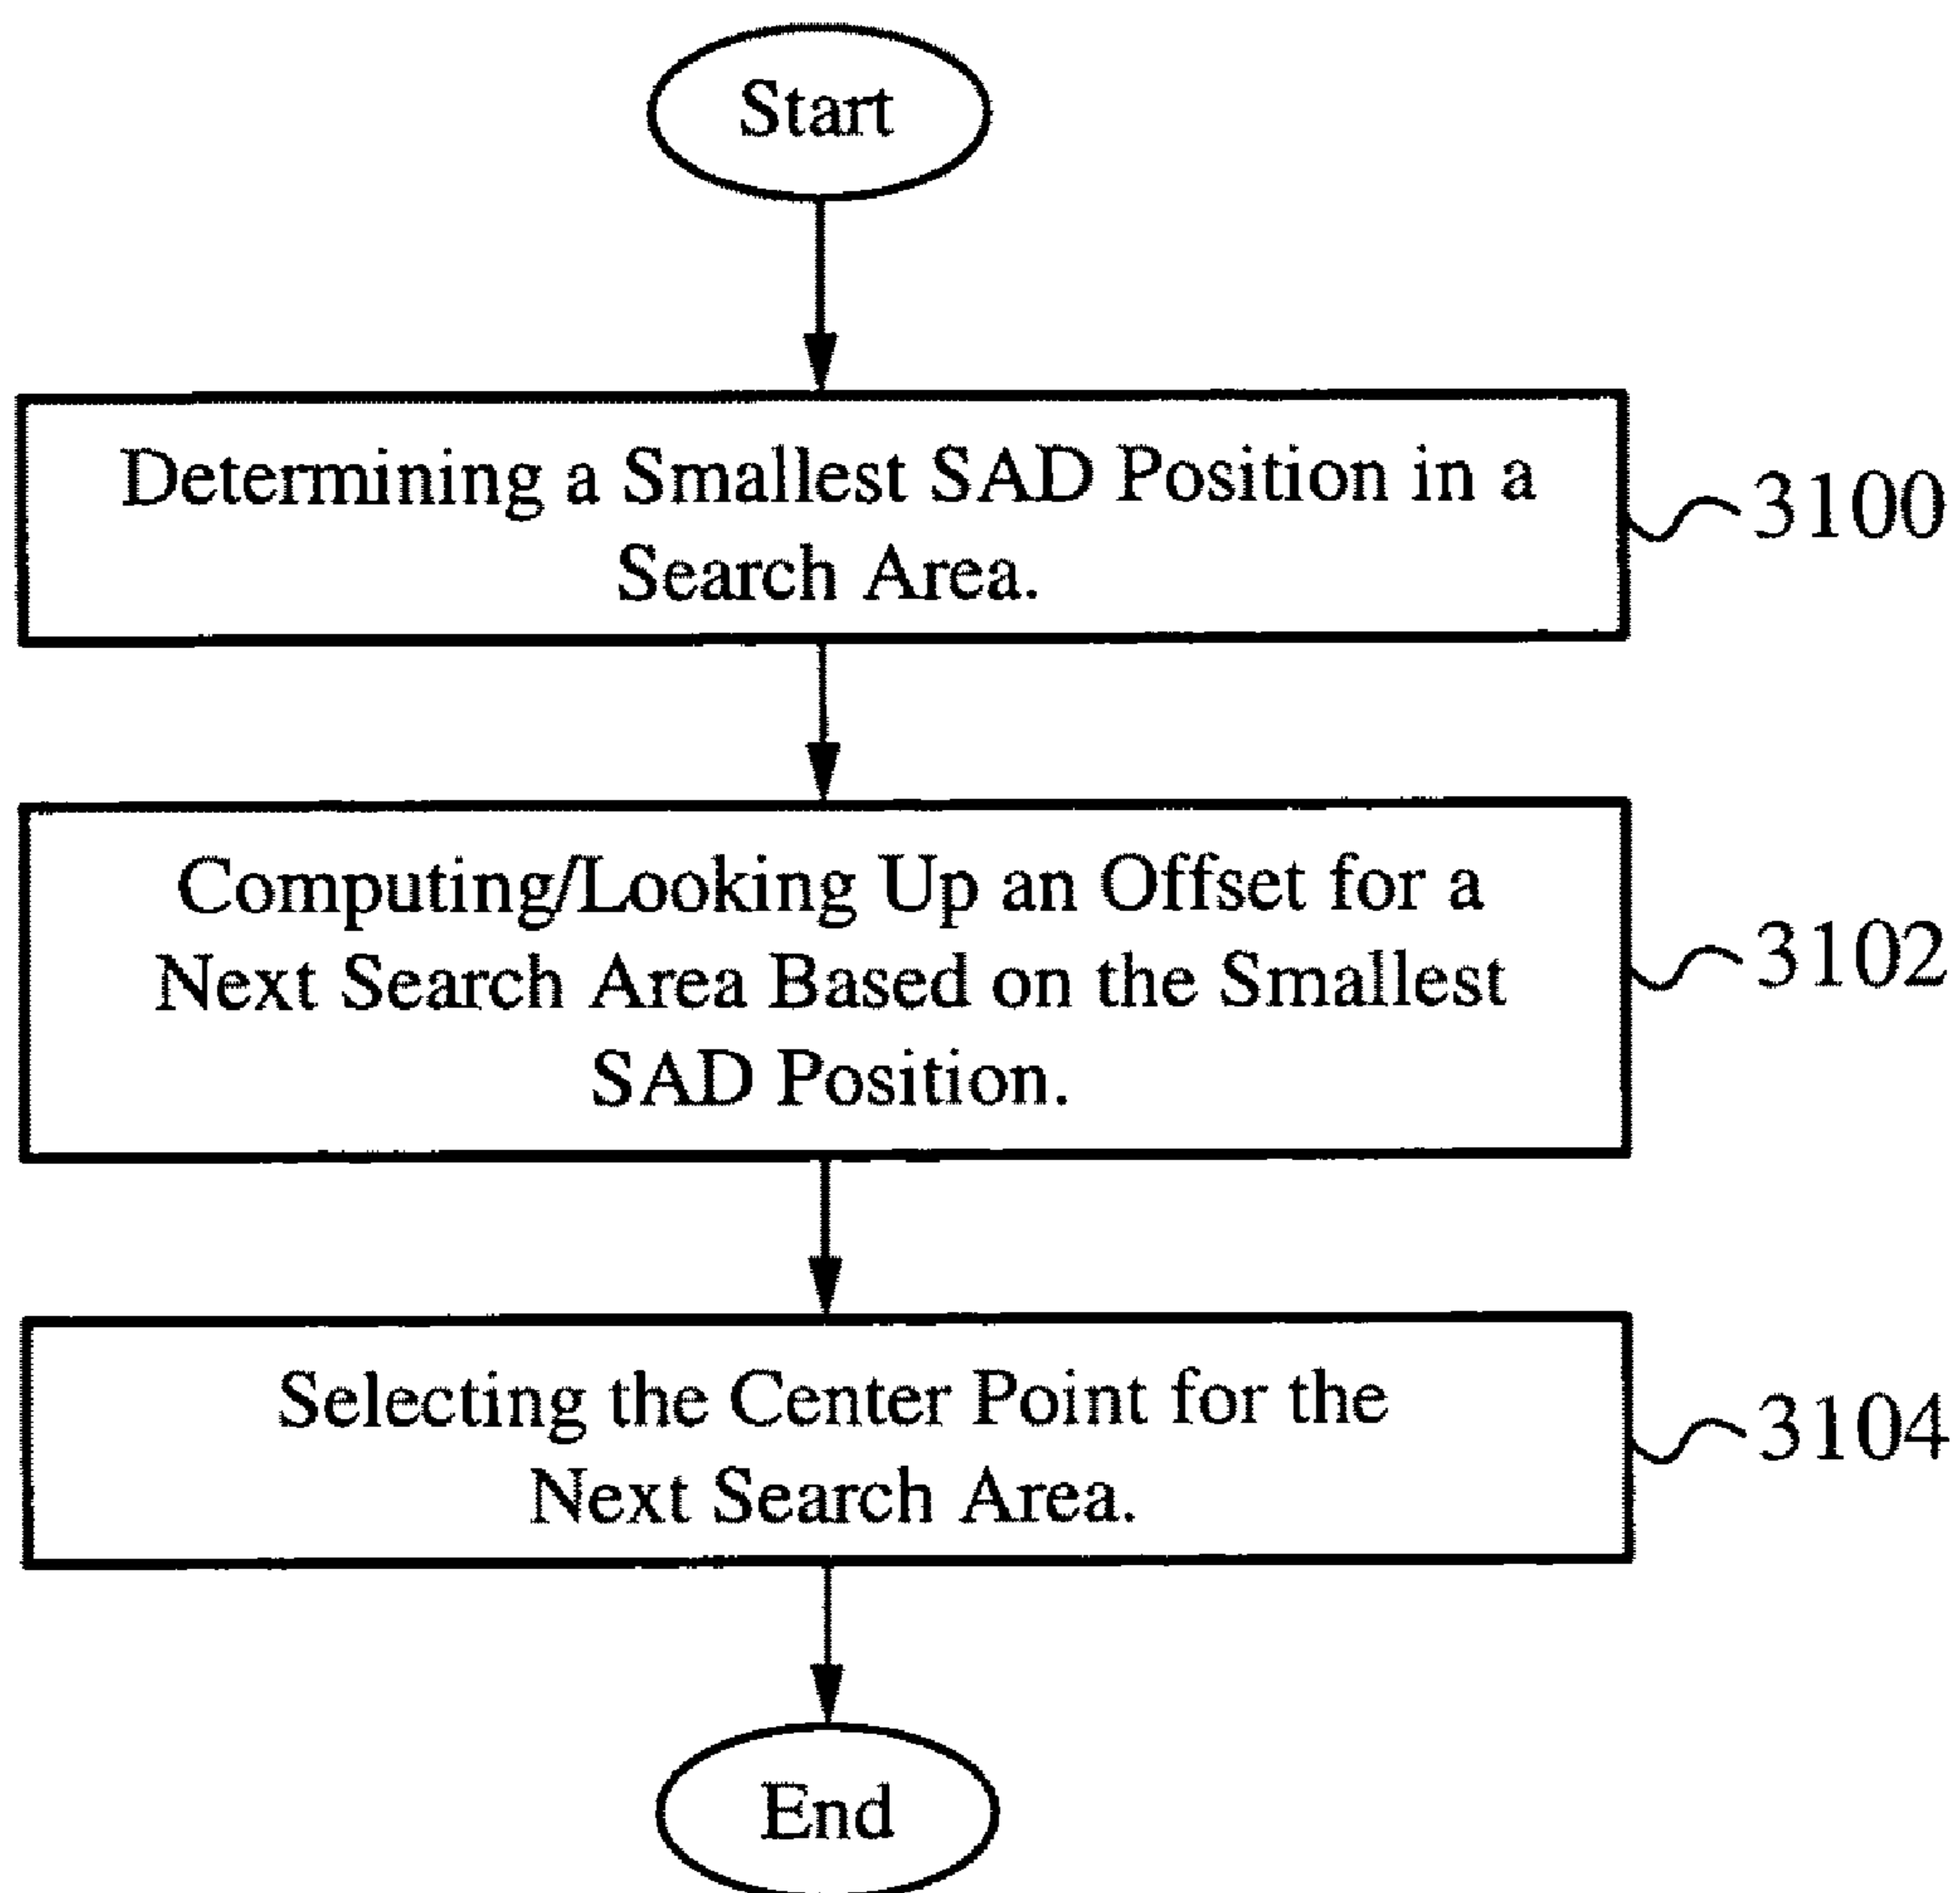 Start
Determining a Smallest SAD Position in a
Search Area.
3100
Computing/Looking Up an Offset for a
Next Search Area Based on the Smallest
SAD Position.
3102
Selecting the Center Point for the
Next Search Area.
3104
End